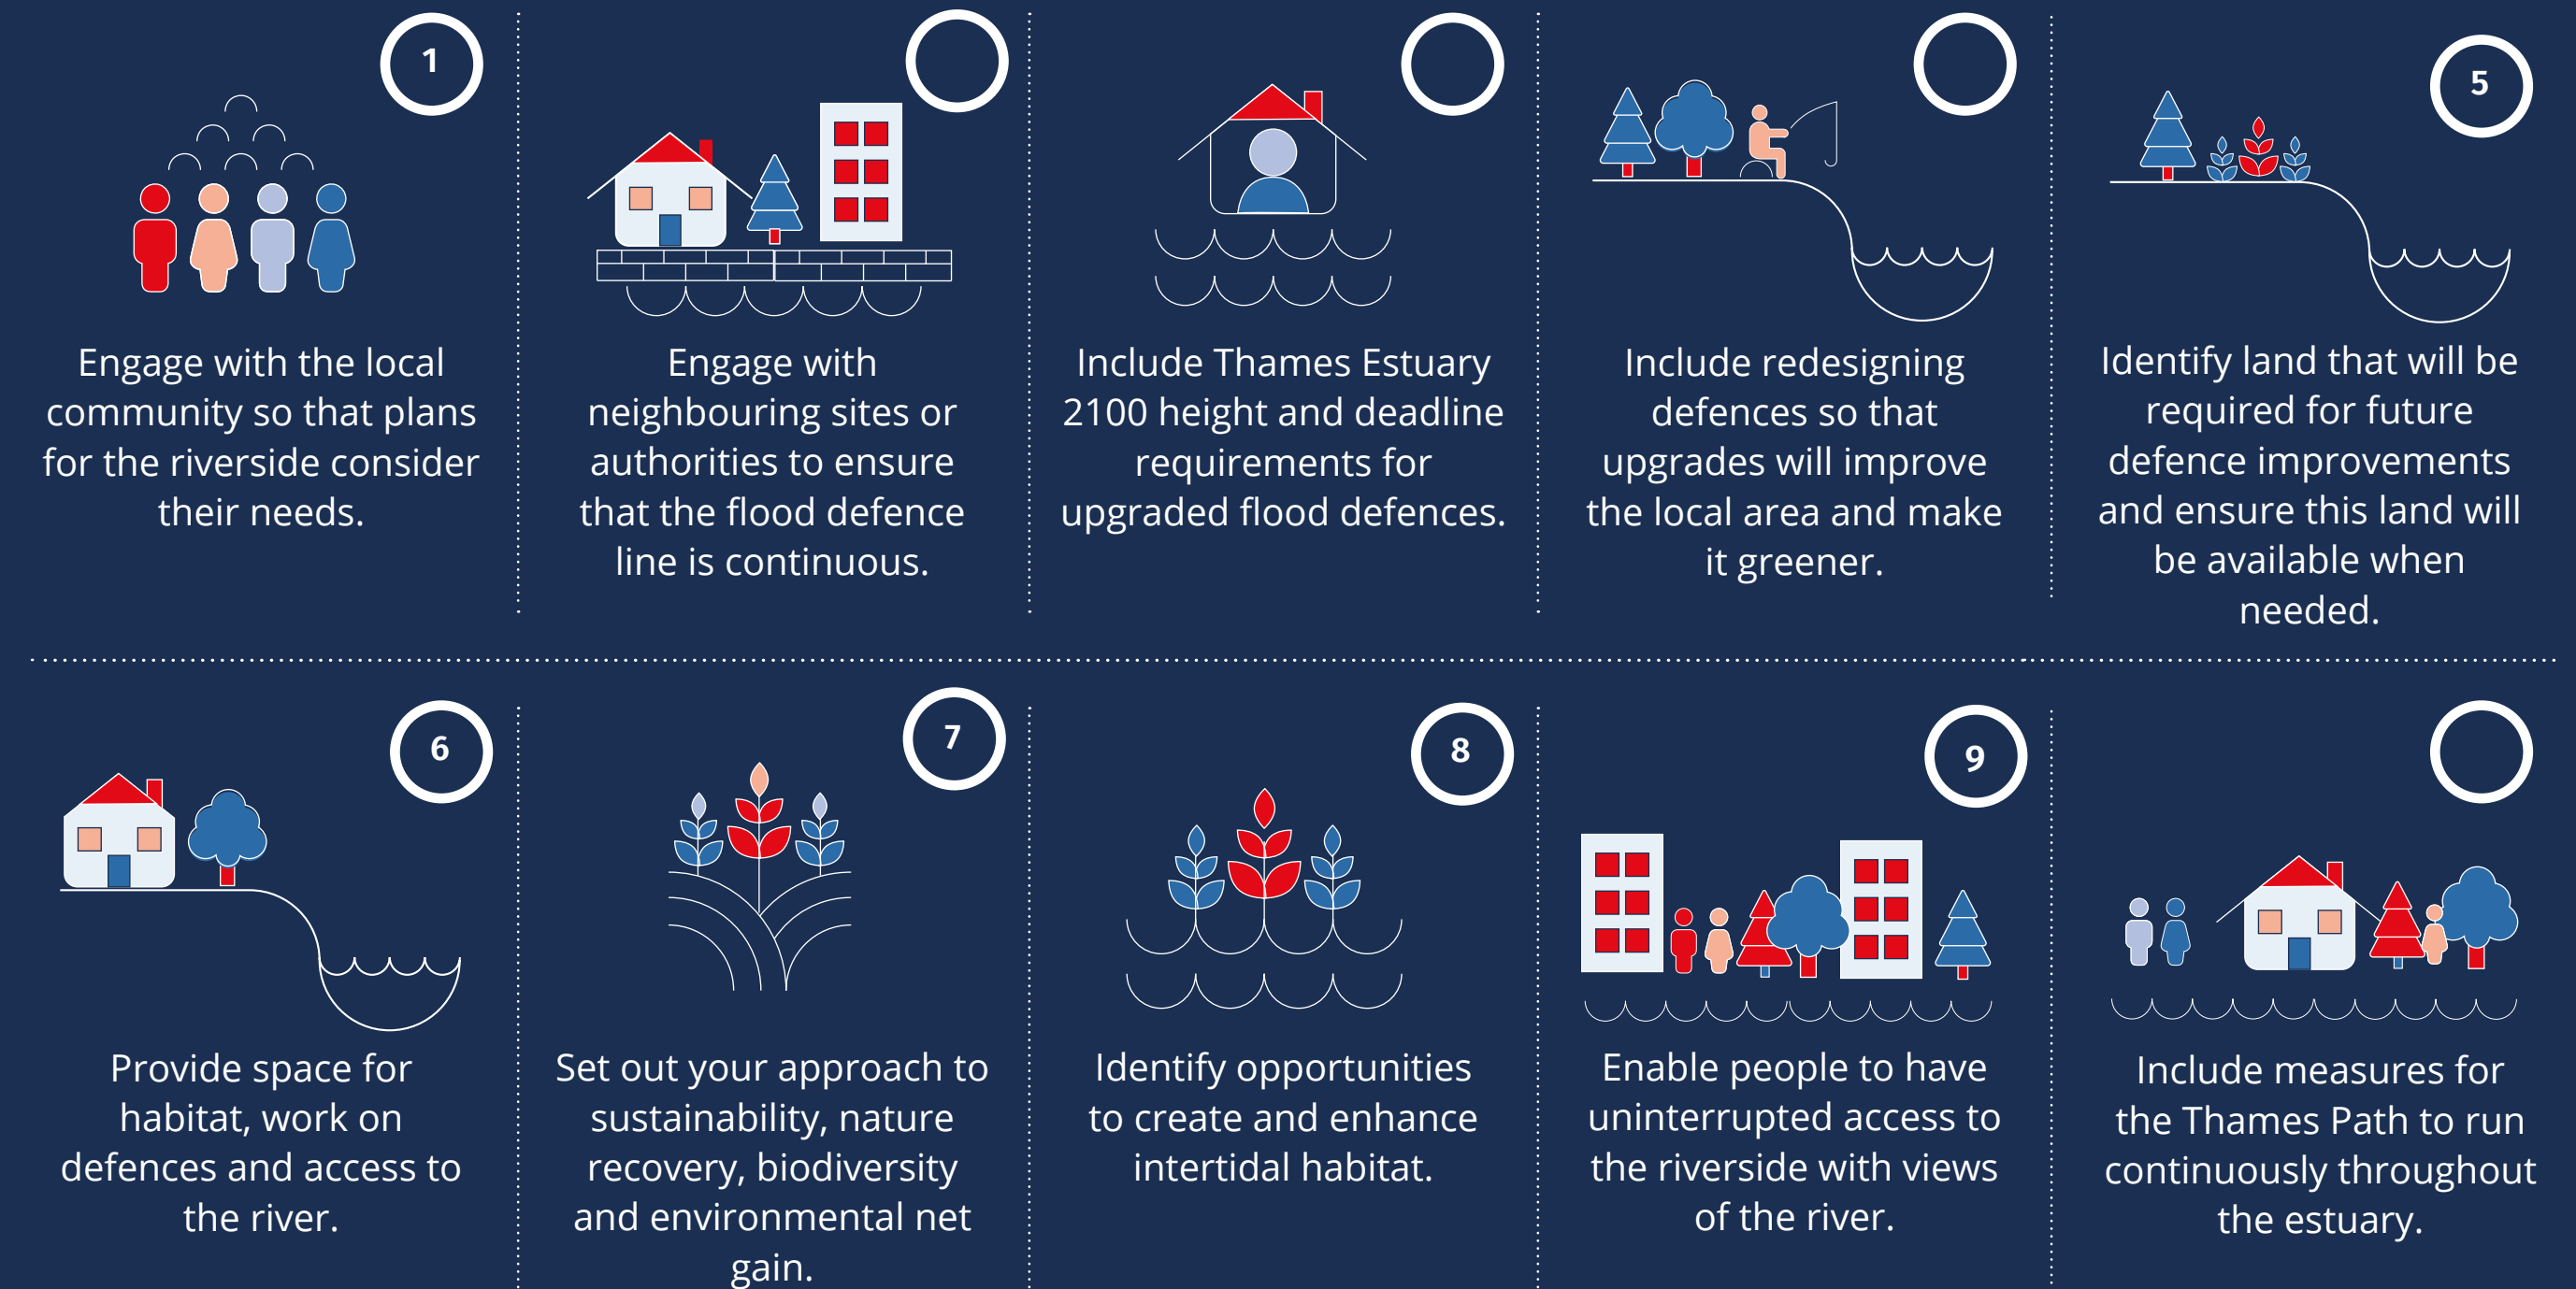 1
Engage with the local
community so that plans
for the riverside consider
their needs.
Engage with
neighbouring sites or
authorities to ensure
that the flood defence
line is continuous.
Include Thames Estuary
2100 height and deadline
requirements for
upgraded flood defences.
Include redesigning
defences so that
upgrades will improve
the local area and make
it greener.
5
Identify land that will be
required for future
defence improvements
and ensure this land will
be available when
needed.
6
Provide space for
habitat, work on
defences and access to
the river.
7
Set out your approach to
sustainability, nature
recovery, biodiversity
and environmental net
gain.
8
Identify opportunities
to create and enhance
intertidal habitat.
9
Enable people to have
uninterrupted access to
the riverside with views
of the river.
Include measures for
the Thames Path to run
continuously throughout
the estuary.